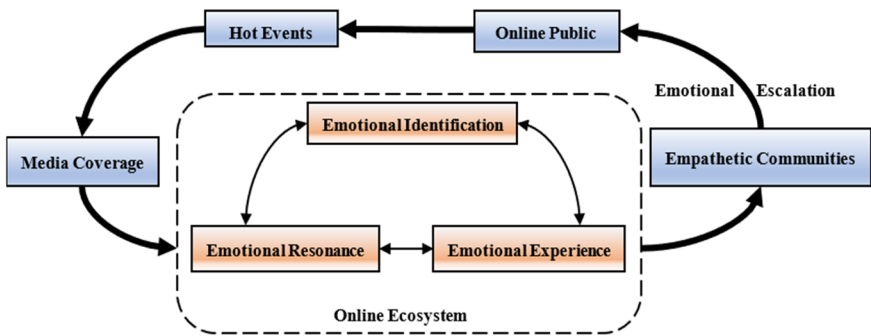 Hot Events
Online Public
Emotional Escalation
Emotional Identification
Media Coverage
Empathetic Communities
Emotional Resonance
Emotional Experience
Online Ecosystem